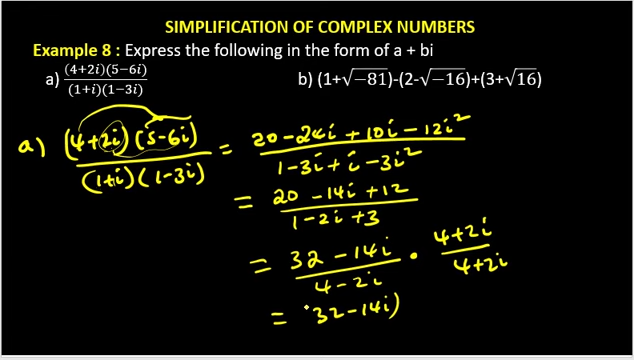 SIMPLIFICATION OF COMPLEX NUMBERS
Example 8 : Express the following in the form of a + bi
a) (4+2i)(5−6i)/(1+i)(1−3i) b) (1+√−81)-(2-√−16)+(3+√16)
a) (4+2i)(5-6i)/(1+i)(1-3i) = 20-24i+10i-12i²/1-3i+i-3i²
= 20-14i+12/1-2i+3
= 32-14i/4-2i · 4+2i/4+2i
= 32-14i)